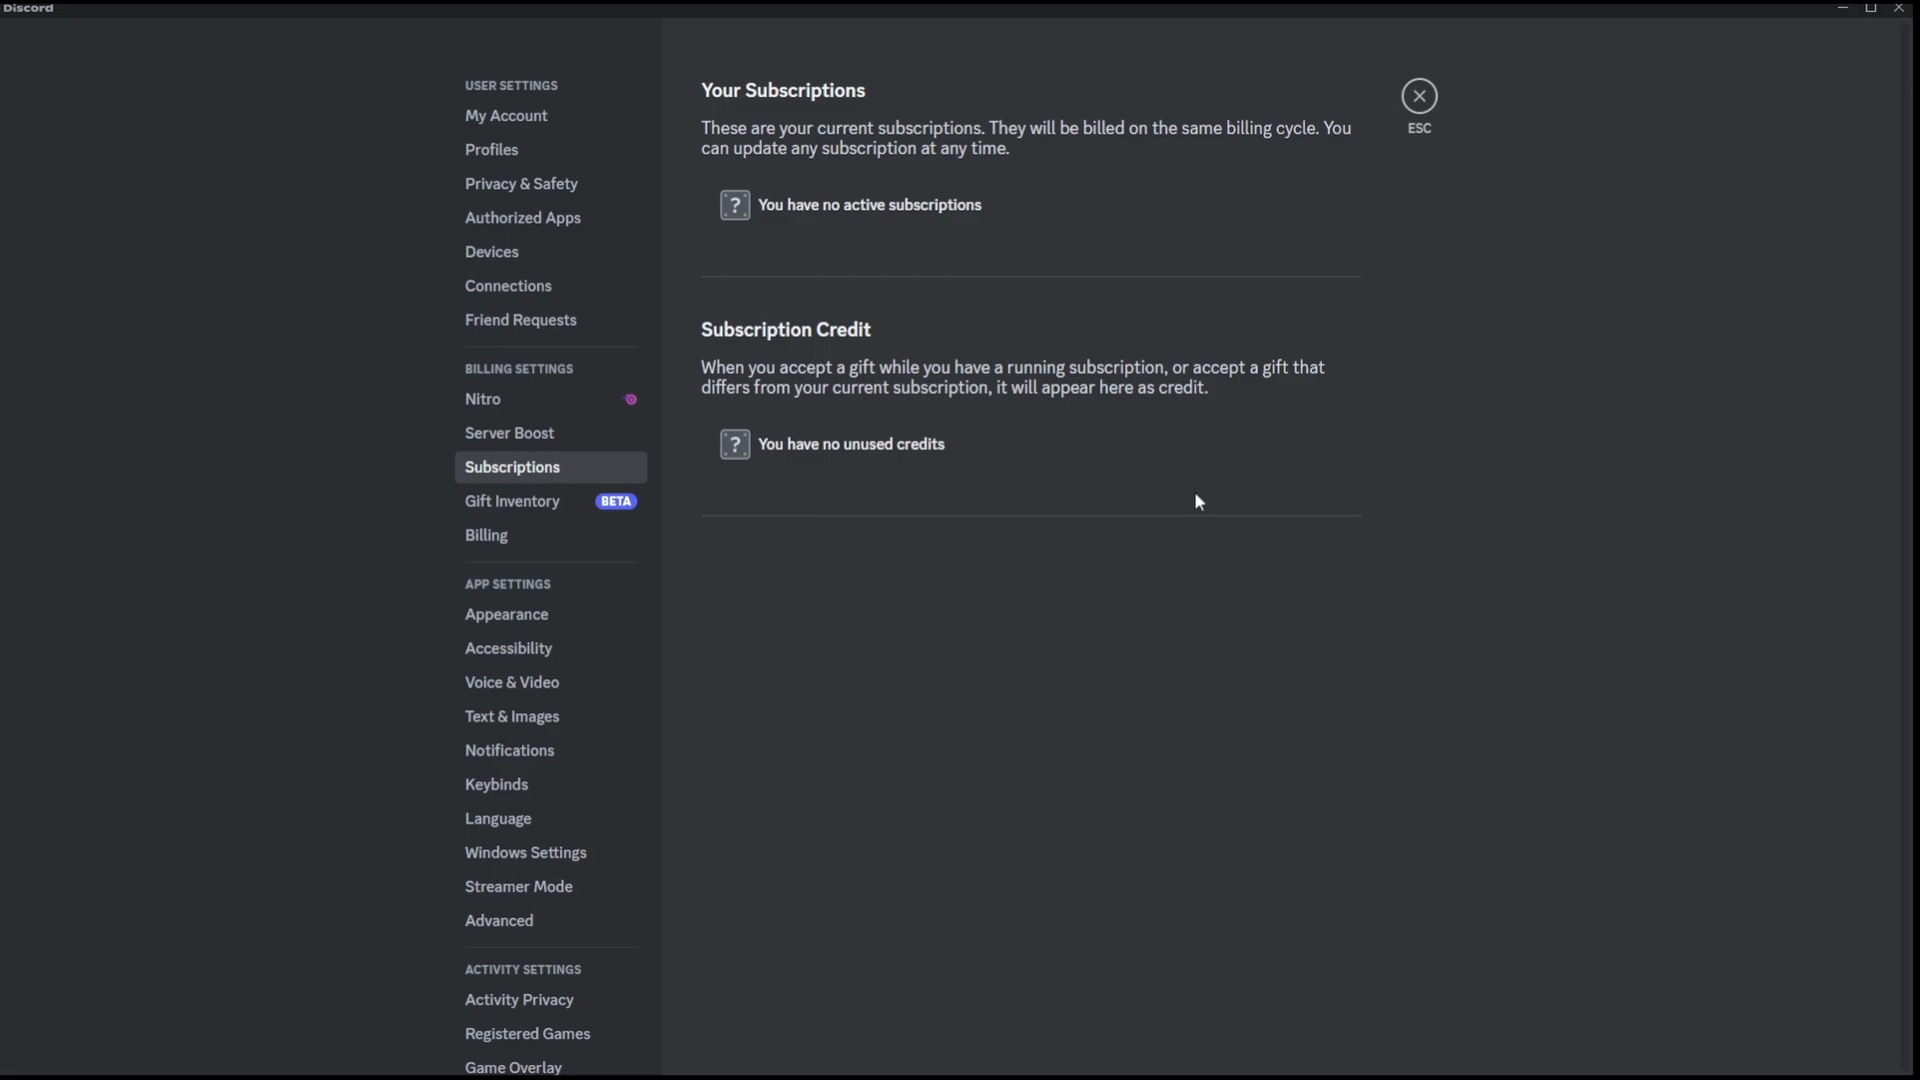 Discord
USER SETTINGS
My Account
Profiles
Privacy & Safety
Authorized Apps
Devices
Connections
Friend Requests
BILLING SETTINGS
Nitro
Server Boost
Subscriptions
Gift Inventory BETA
Billing
APP SETTINGS
Appearance
Accessibility
Voice & Video
Text & Images
Notifications
Keybinds
Language
Windows Settings
Streamer Mode
Advanced
ACTIVITY SETTINGS
Activity Privacy
Registered Games
Game Overlay
Your Subscriptions
These are your current subscriptions. They will be billed on the same billing cycle. You
can update any subscription at any time.
? You have no active subscriptions
Subscription Credit
When you accept a gift while you have a running subscription, or accept a gift that
differs from your current subscription, it will appear here as credit.
? You have no unused credits
ESC